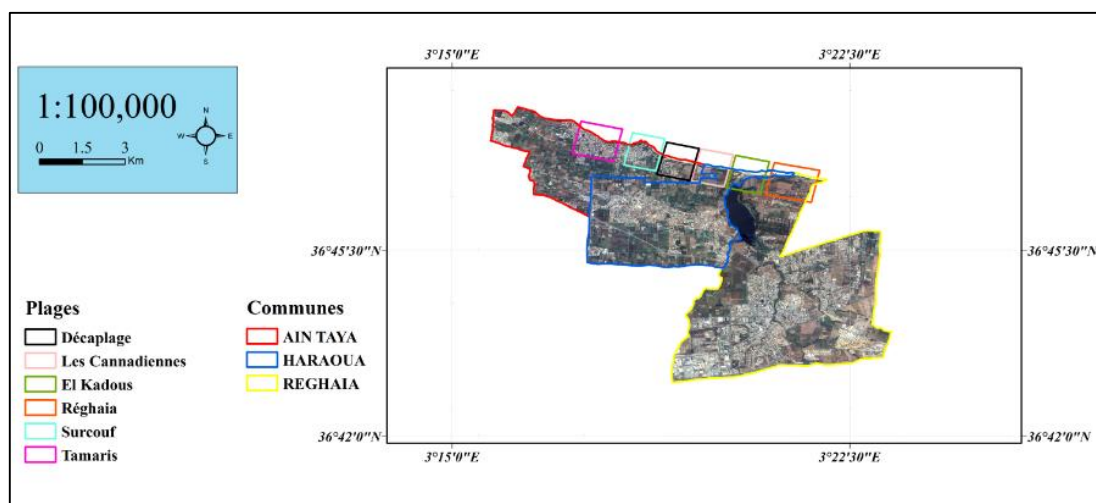 3°15'0"E 3°22'30"E
1:100,000
N
W E
S
0 1.5 3
Km
36°45'30"N 36°45'30"N
Plages
Décaplage
Les Cannadiennes
El Kadous
Réghaia
Surcouf
Tamaris
Communes
AIN TAYA
HARAOUA
REGHAIA
36°42'0"N 36°42'0"N
3°15'0"E 3°22'30"E